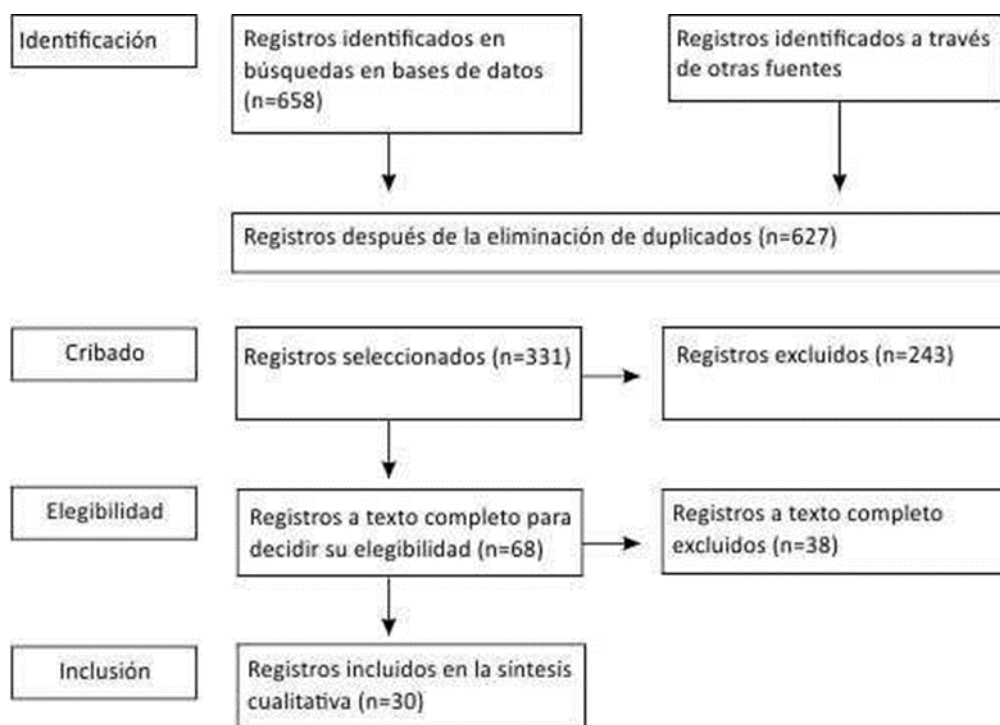 Identificación
Registros identificados en
búsquedas en bases de datos
(n=658)
Registros identificados a través
de otras fuentes
Registros después de la eliminación de duplicados (n=627)
Cribado
Registros seleccionados (n=331)
Registros excluidos (n=243)
Elegibilidad
Registros a texto completo para
decidir su elegibilidad (n=68)
Registros a texto completo
excluidos (n=38)
Inclusión
Registros incluidos en la síntesis
cualitativa (n=30)